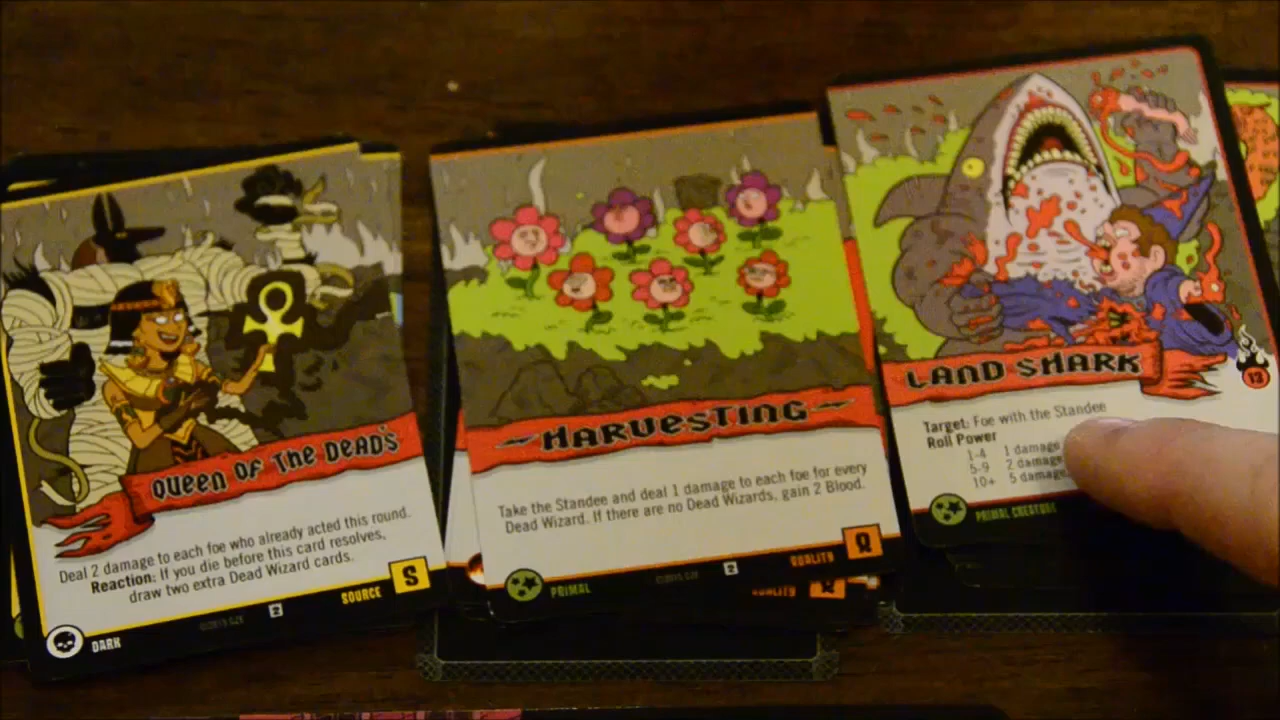 QUEEN OF THE DEAD'S
Deal 2 damage to each foe who already acted this round.
Reaction: If you die before this card resolves,
draw two extra Dead Wizard cards.
DARK
2
SOURCE S
HARVESTING
Take the Standee and deal 1 damage to each foe for every
Dead Wizard. If there are no Dead Wizards, gain 2 Blood.
PRIMAL
2
QUALITY Q
QUALITY
LAND SHARK
13
Target: Foe with the Standee
Roll Power
1-4 1 damage
5-9 2 damage
10+ 5 damage
PRIMAL CREATURE